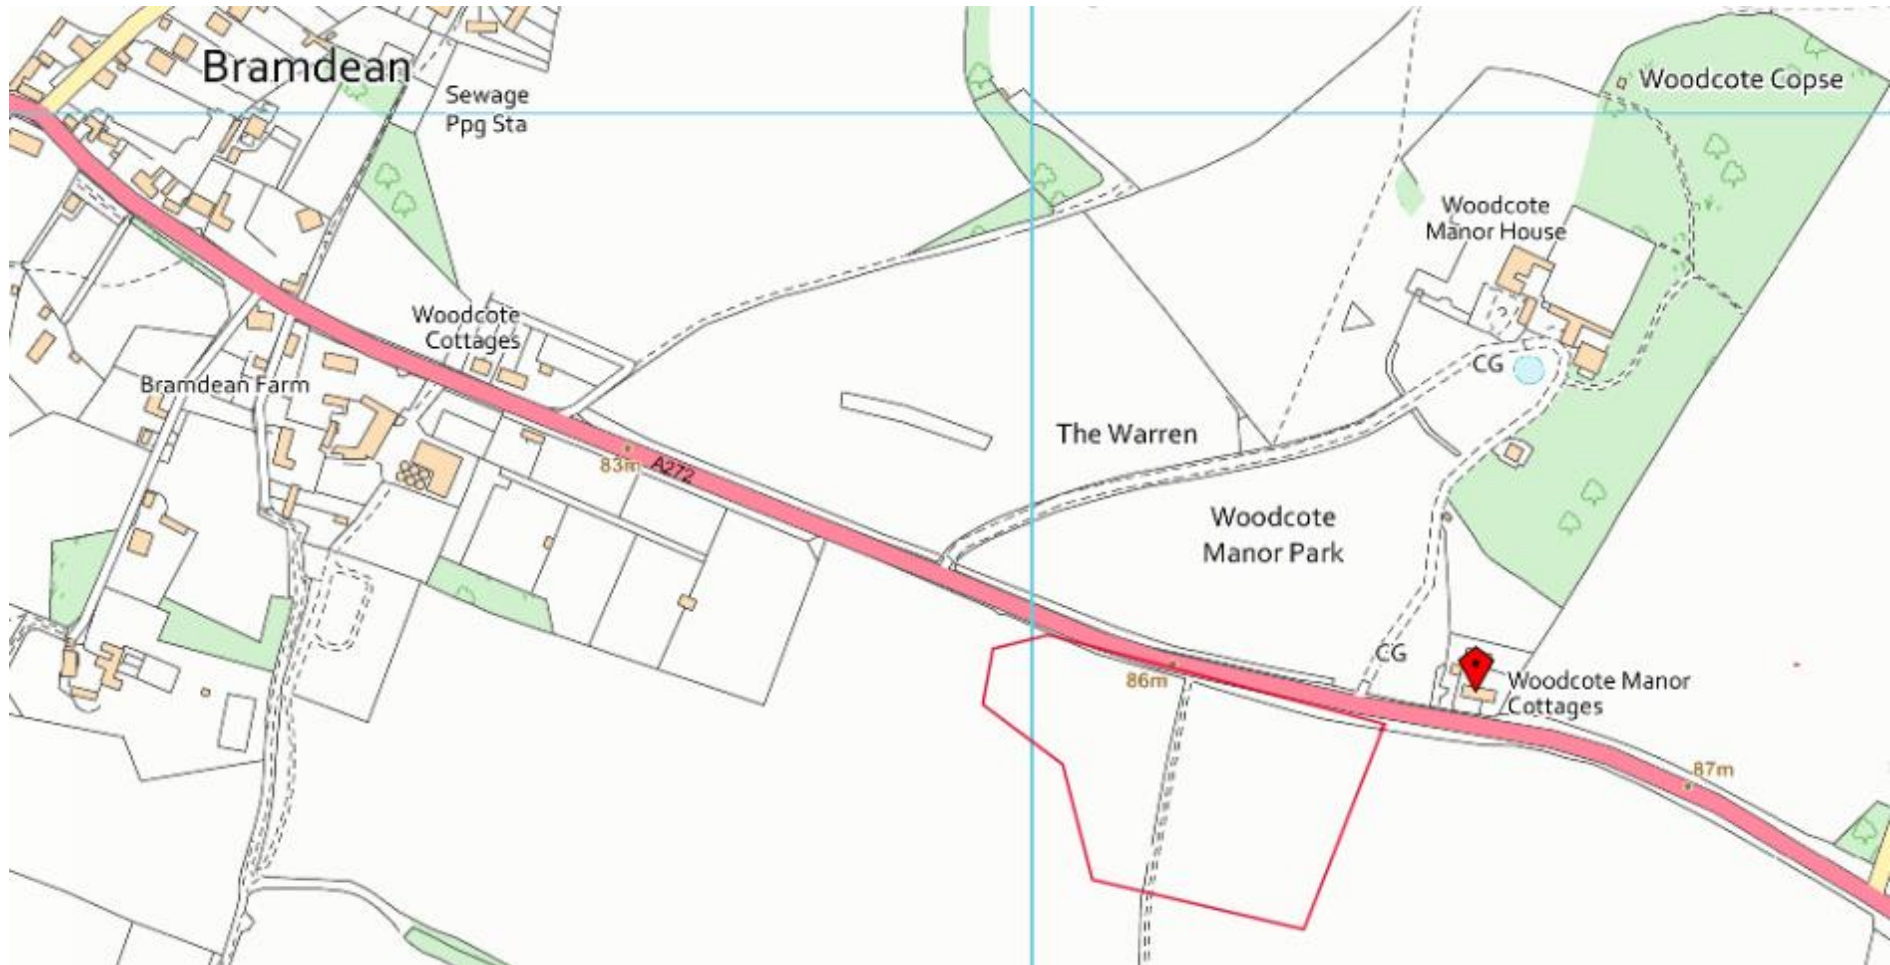 Bramdean
Sewage
Ppg Sta
Woodcote Copse
Woodcote
Manor House
Woodcote
Cottages
CG
Bramdean Farm
The Warren
83m
A272
Woodcote
Manor Park
CG
86m
Woodcote Manor
Cottages
87m